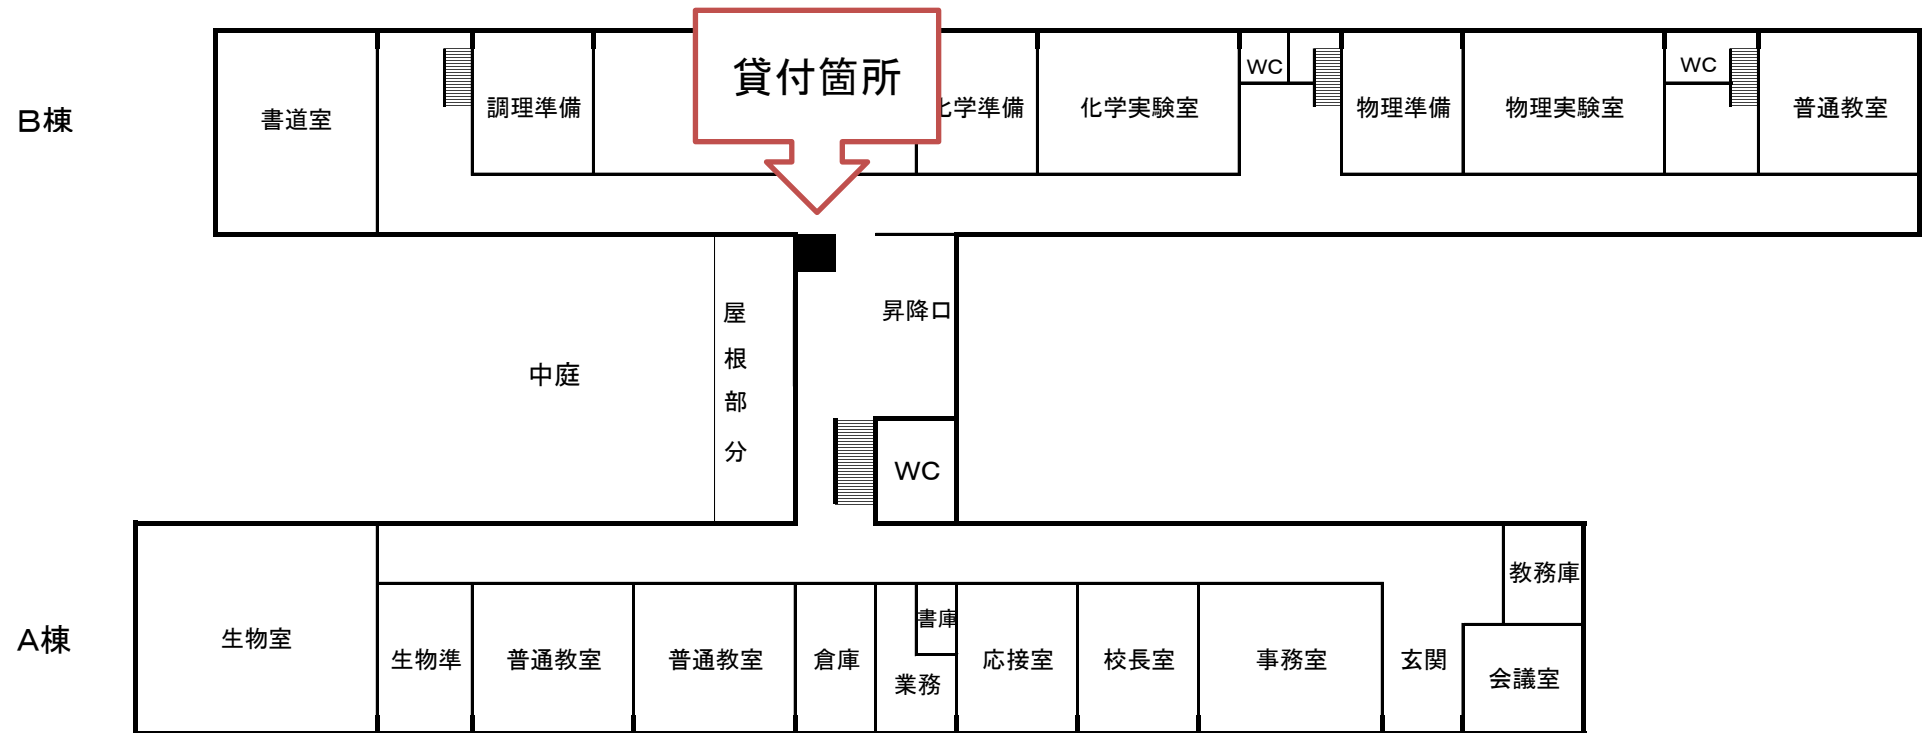 貸付箇所
B棟
書道室
調理準備
化学準備
化学実験室
WC
物理準備
物理実験室
WC
普通教室
屋根部分
昇降口
中庭
WC
A棟
生物室
生物準
普通教室
普通教室
倉庫
業務
書庫
応接室
校長室
事務室
玄関
教務庫
会議室